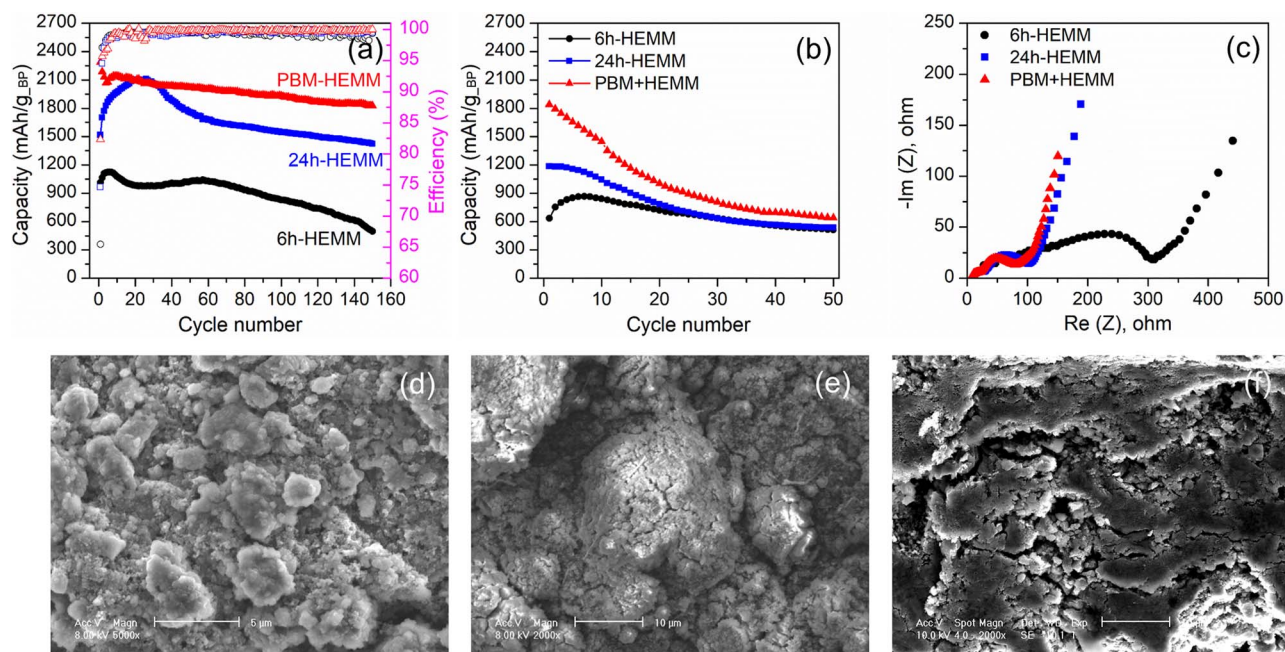 2700
2400
2100
1800
1500
1200
900
600
300
0
Capacity (mAh/g_BP)
(a)
PBM-HEMM
24h-HEMM
6h-HEMM
100
95
90
85
80
75
70
65
60
Efficiency (%)
0 20 40 60 80 100 120 140 160
Cycle number
2700
2400
2100
1800
1500
1200
900
600
300
0
Capacity (mAh/g_BP)
6h-HEMM
24h-HEMM
PBM+HEMM
(b)
0 10 20 30 40 50
Cycle number
250
200
150
100
50
0
-Im (Z), ohm
6h-HEMM
24h-HEMM
PBM+HEMM
(c)
0 100 200 300 400 500
Re (Z), ohm
(d)
Acc.V Magn
8.00 kV 5000x
5 µm
(e)
Acc.V Magn
8.00 kV 2000x
10 µm
(f)
Acc.V Spot Magn Det WD Exp
10.0 kV 4.0 2000x SE 10.1 1